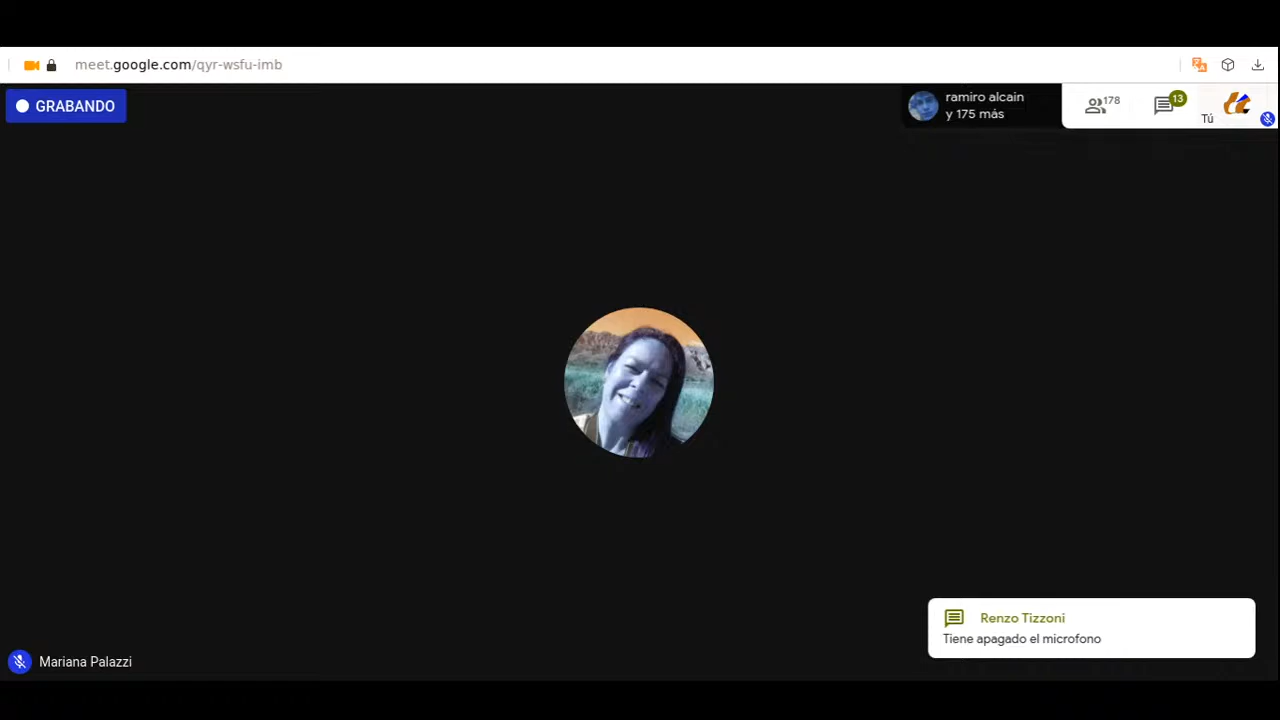 meet.google.com/qyr-wsfu-imb
GRABANDO
ramiro alcain
y 175 más
178
13
Tú
Renzo Tizzoni
Tiene apagado el microfono
Mariana Palazzi